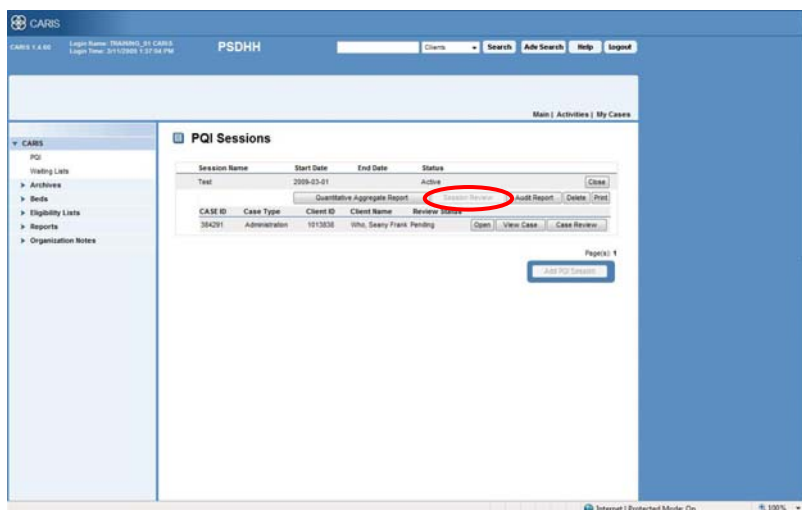 CARIS
CARIS 1.4.60 Login Name: TRAINING_01 CARIS PSDHH Clients Search Adv Search Help logout
Login Time: 3/11/2009 1:37:04 PM
Main | Activities | My Cases
CARIS
PQI
Waiting Lists
Archives
Beds
Eligibility Lists
Reports
Organization Notes
PQI Sessions
Session Name Start Date End Date Status
Test 2009-03-01 Active Close
Quantitative Aggregate Report Session Review Audit Report Delete Print
CASE ID Case Type Client ID Client Name Review Status
384291 Administration 1013838 Who, Seany Frank Pending Open View Case Case Review
Page(s): 1
Add PQI Session
Internet | Protected Mode: On 100%